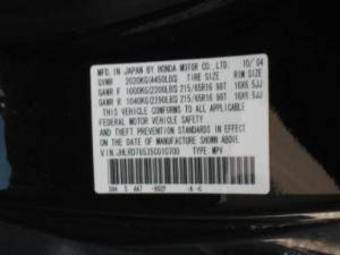 MFD. IN JAPAN BY HONDA MOTOR CO., LTD. 10/04
GVWR 2020KG(4450LBS) TIRE SIZE RIM SIZE
GAWR F 1000KG(2200LBS) 215/65R16 98T 16X6.5JJ
GAWR R 1040KG(2290LBS) 215/65R16 98T 16X6.5JJ
THIS VEHICLE CONFORMS TO ALL APPLICABLE
FEDERAL MOTOR VEHICLE SAFETY
AND THEFT PREVENTION STANDARDS IN EFFECT
ON THE DATE OF MANUFACTURE SHOWN ABOVE.
V I N: TYPE: MPV